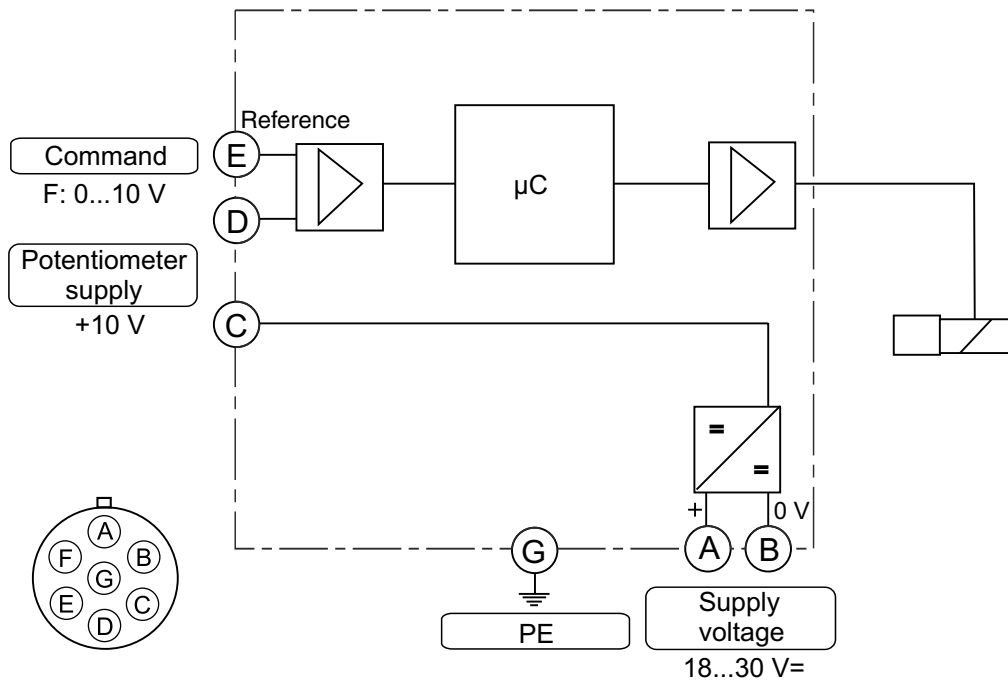 Reference
Command
E
F: 0...10 V
D
µC
Potentiometer
supply
+10 V
C
=
=
+
0 V
G
A
B
PE
Supply
voltage
18...30 V=
A
F
B
G
E
C
D